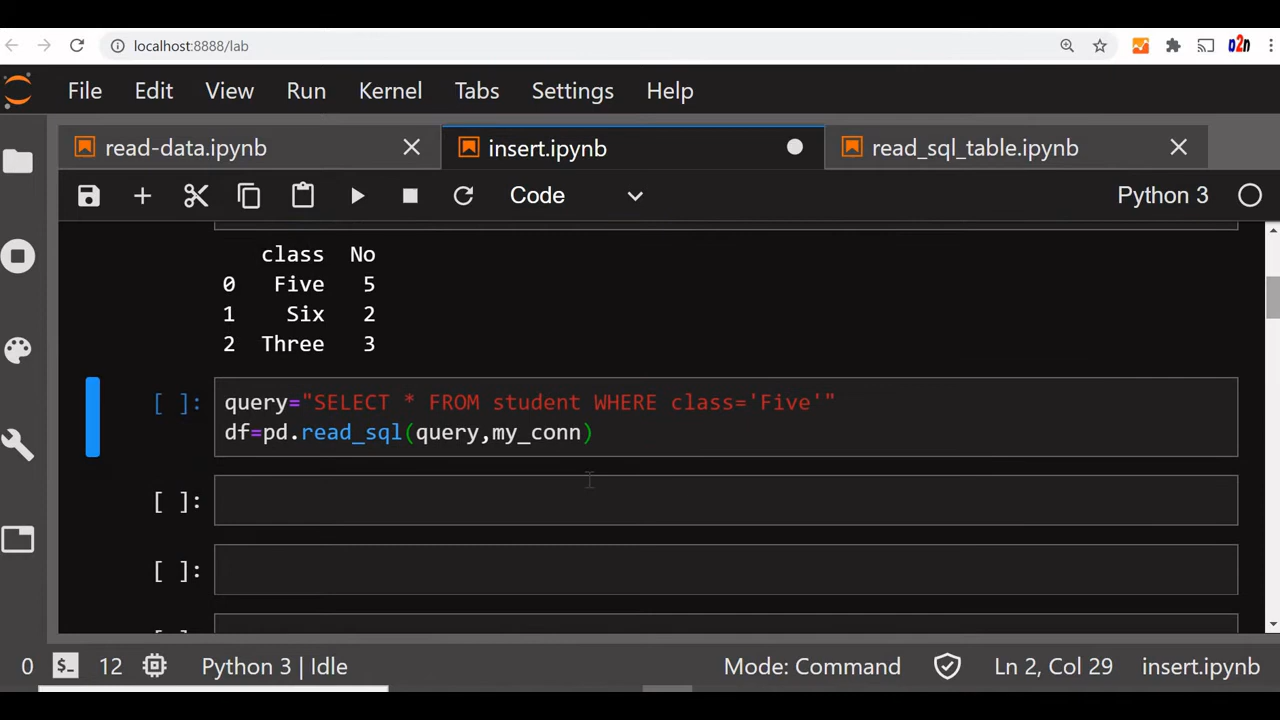 localhost:8888/lab
D2n
File Edit View Run Kernel Tabs Settings Help
read-data.ipynb insert.ipynb read_sql_table.ipynb
Code Python 3
class No
0 Five 5
1 Six 2
2 Three 3
[ ]: query="SELECT * FROM student WHERE class='Five'"
df=pd.read_sql(query,my_conn)
[ ]:
[ ]:
0 $_ 12 Python 3 | Idle Mode: Command Ln 2, Col 29 insert.ipynb